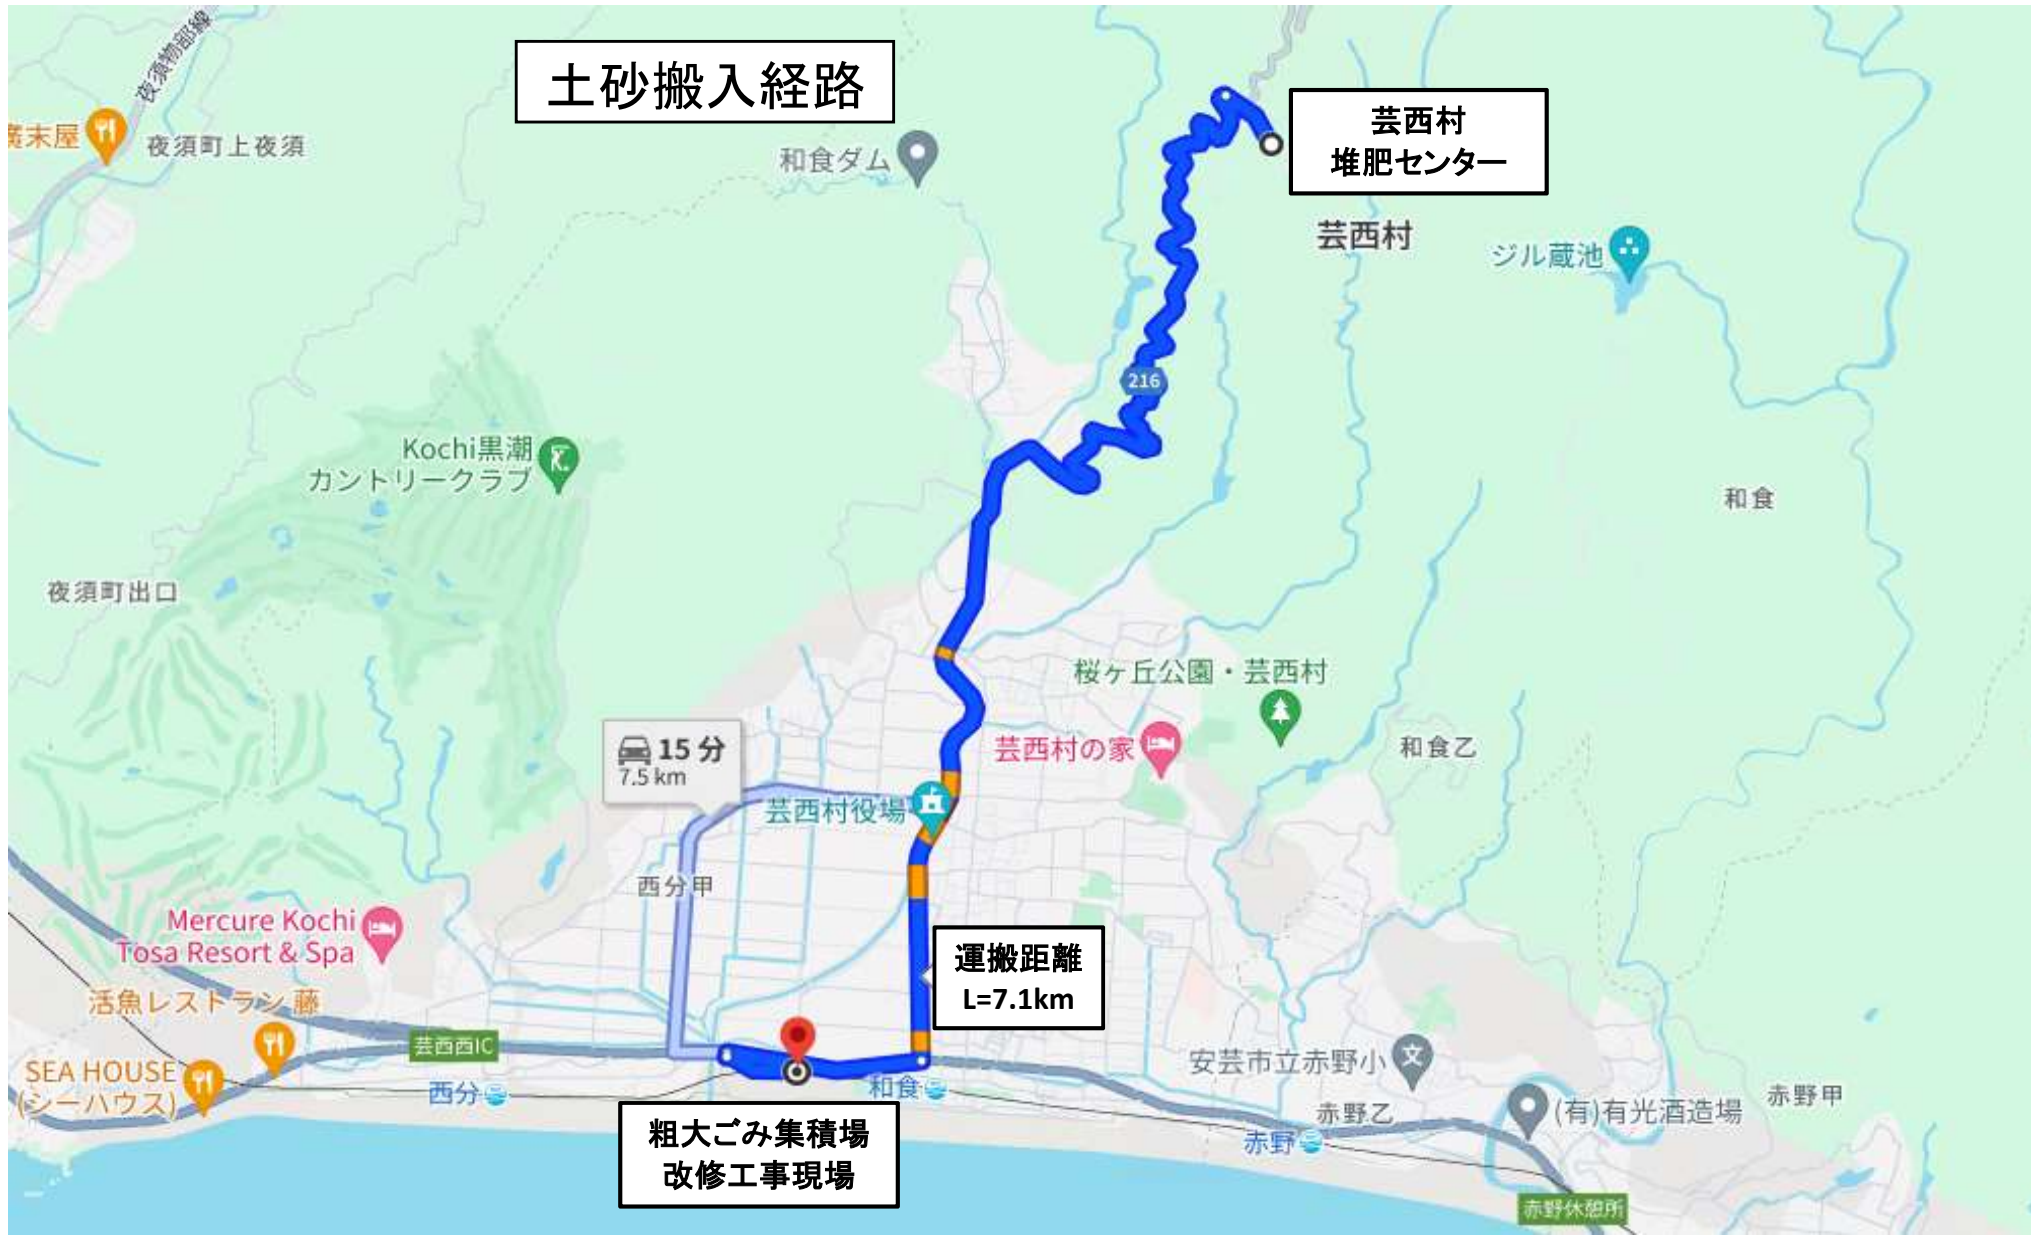 夜須物部線
土砂搬入経路
廣末屋
夜須町上夜須
和食ダム
芸西村
堆肥センター
芸西村
ジル蔵池
216
Kochi黒潮
カントリークラブ
和食
夜須町出口
桜ヶ丘公園・芸西村
15 分
7.5 km
芸西村の家
和食乙
芸西村役場
西分甲
Mercure Kochi
Tosa Resort & Spa
運搬距離
L=7.1km
活魚レストラン 藤
芸西西IC
SEA HOUSE
(シーハウス)
西分
和食
安芸市立赤野小
文
赤野甲
赤野乙
(有)有光酒造場
赤野
粗大ごみ集積場
改修工事現場
赤野休憩所